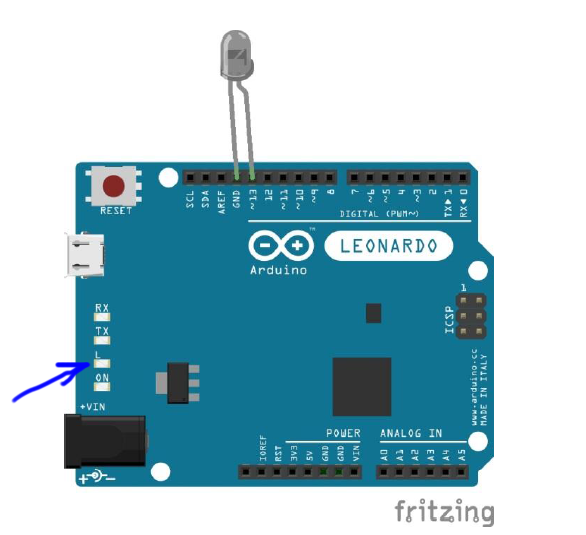 RESET
SCL
SDA
AREF
GND
~13
12
~11
~10
~9
8
7
~6
~5
4
~3
2
TX▶1
RX◀0
DIGITAL (PWM~)
TM
Arduino
LEONARDO
1
ICSP
RX
TX
L
ON
www.arduino.cc
MADE IN ITALY
+VIN
POWER
ANALOG IN
IOREF
RST
3V3
5V
GND
GND
VIN
A0
A1
A2
A3
A4
A5
fritzing